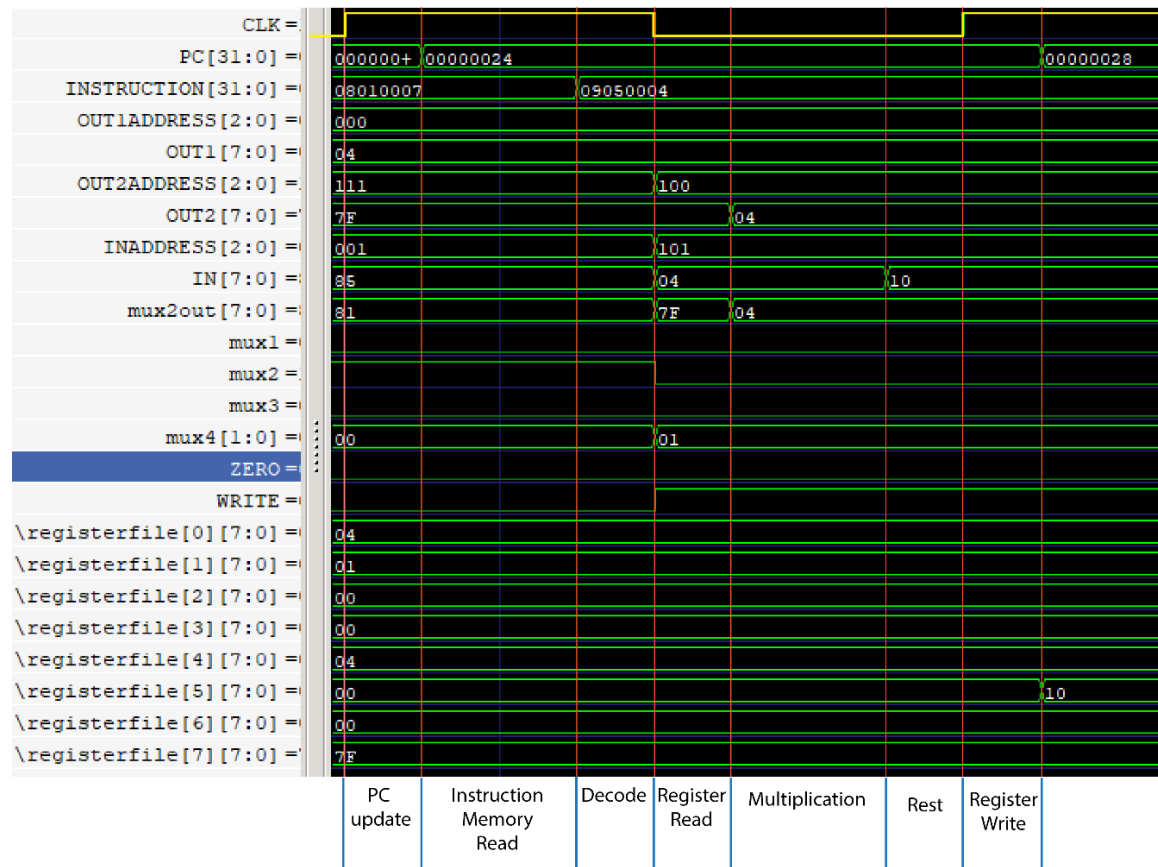 CLK =
PC[31:0] = 000000+ 00000024 00000028
INSTRUCTION[31:0] = 08010007 09050004
OUT1ADDRESS[2:0] = 000
OUT1[7:0] = 04
OUT2ADDRESS[2:0] = 111 100
OUT2[7:0] = 7F 04
INADDRESS[2:0] = 001 101
IN[7:0] = 85 04 10
mux2out[7:0] = 81 7F 04
mux1 =
mux2 =
mux3 =
mux4[1:0] = 00 01
ZERO =
WRITE =
\registerfile[0][7:0] = 04
\registerfile[1][7:0] = 01
\registerfile[2][7:0] = 00
\registerfile[3][7:0] = 00
\registerfile[4][7:0] = 04
\registerfile[5][7:0] = 00 10
\registerfile[6][7:0] = 00
\registerfile[7][7:0] = 7F
PC
update
Instruction
Memory
Read
Decode
Register
Read
Multiplication
Rest
Register
Write